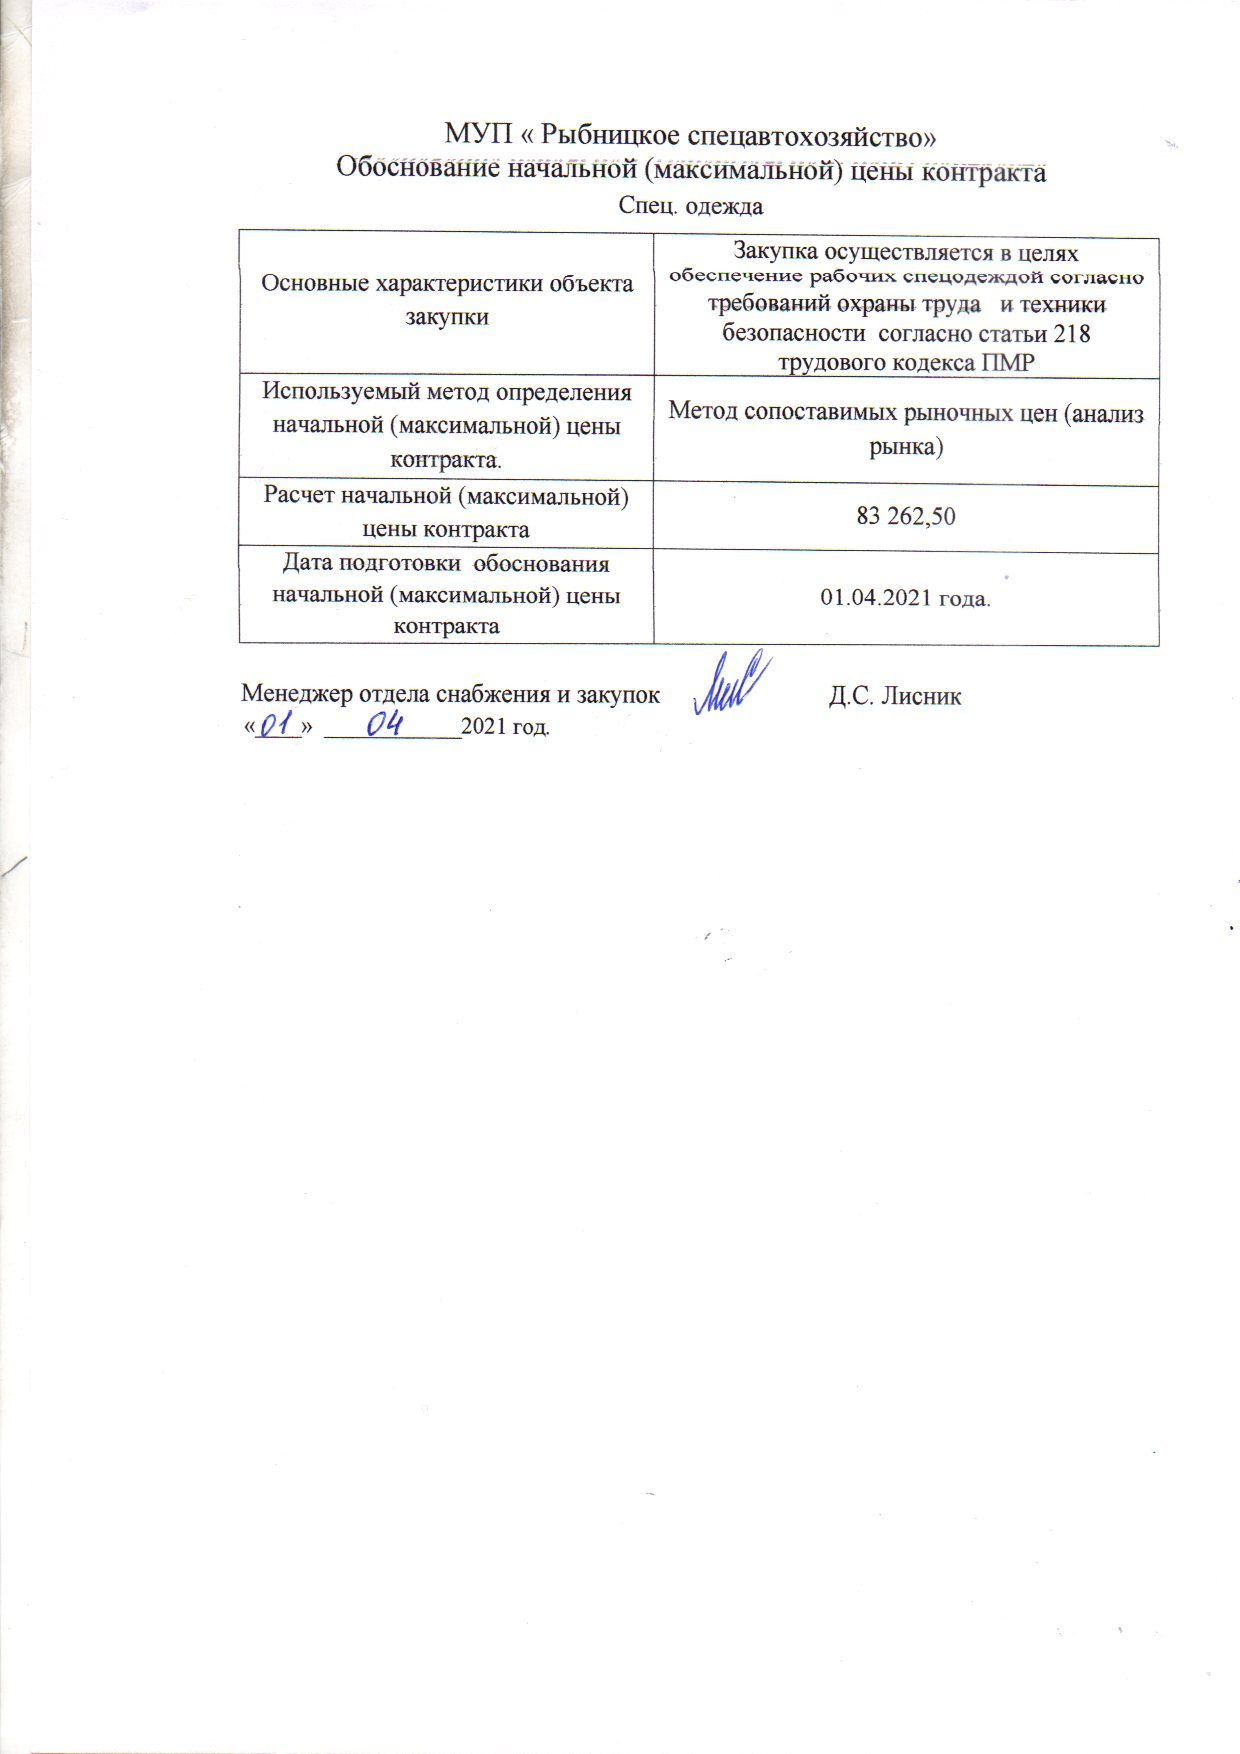 МУП « Рыбницкое спецавтохозяйство»
Обоснование начальной (максимальной) цены контракта
Спец. одежда
Основные характеристики объекта
закупки
Закупка осуществляется в целях
обеспечение рабочих спецодеждой согласно
требований охраны труда и техники
безопасности согласно статьи 218
трудового кодекса ПМР
Используемый метод определения
начальной (максимальной) цены
контракта.
Метод сопоставимых рыночных цен (анализ
рынка)
Расчет начальной (максимальной)
цены контракта
83 262,50
Дата подготовки обоснования
начальной (максимальной) цены
контракта
01.04.2021 года.
Менеджер отдела снабжения и закупок Д.С. Лисник
«01» 04 2021 год.